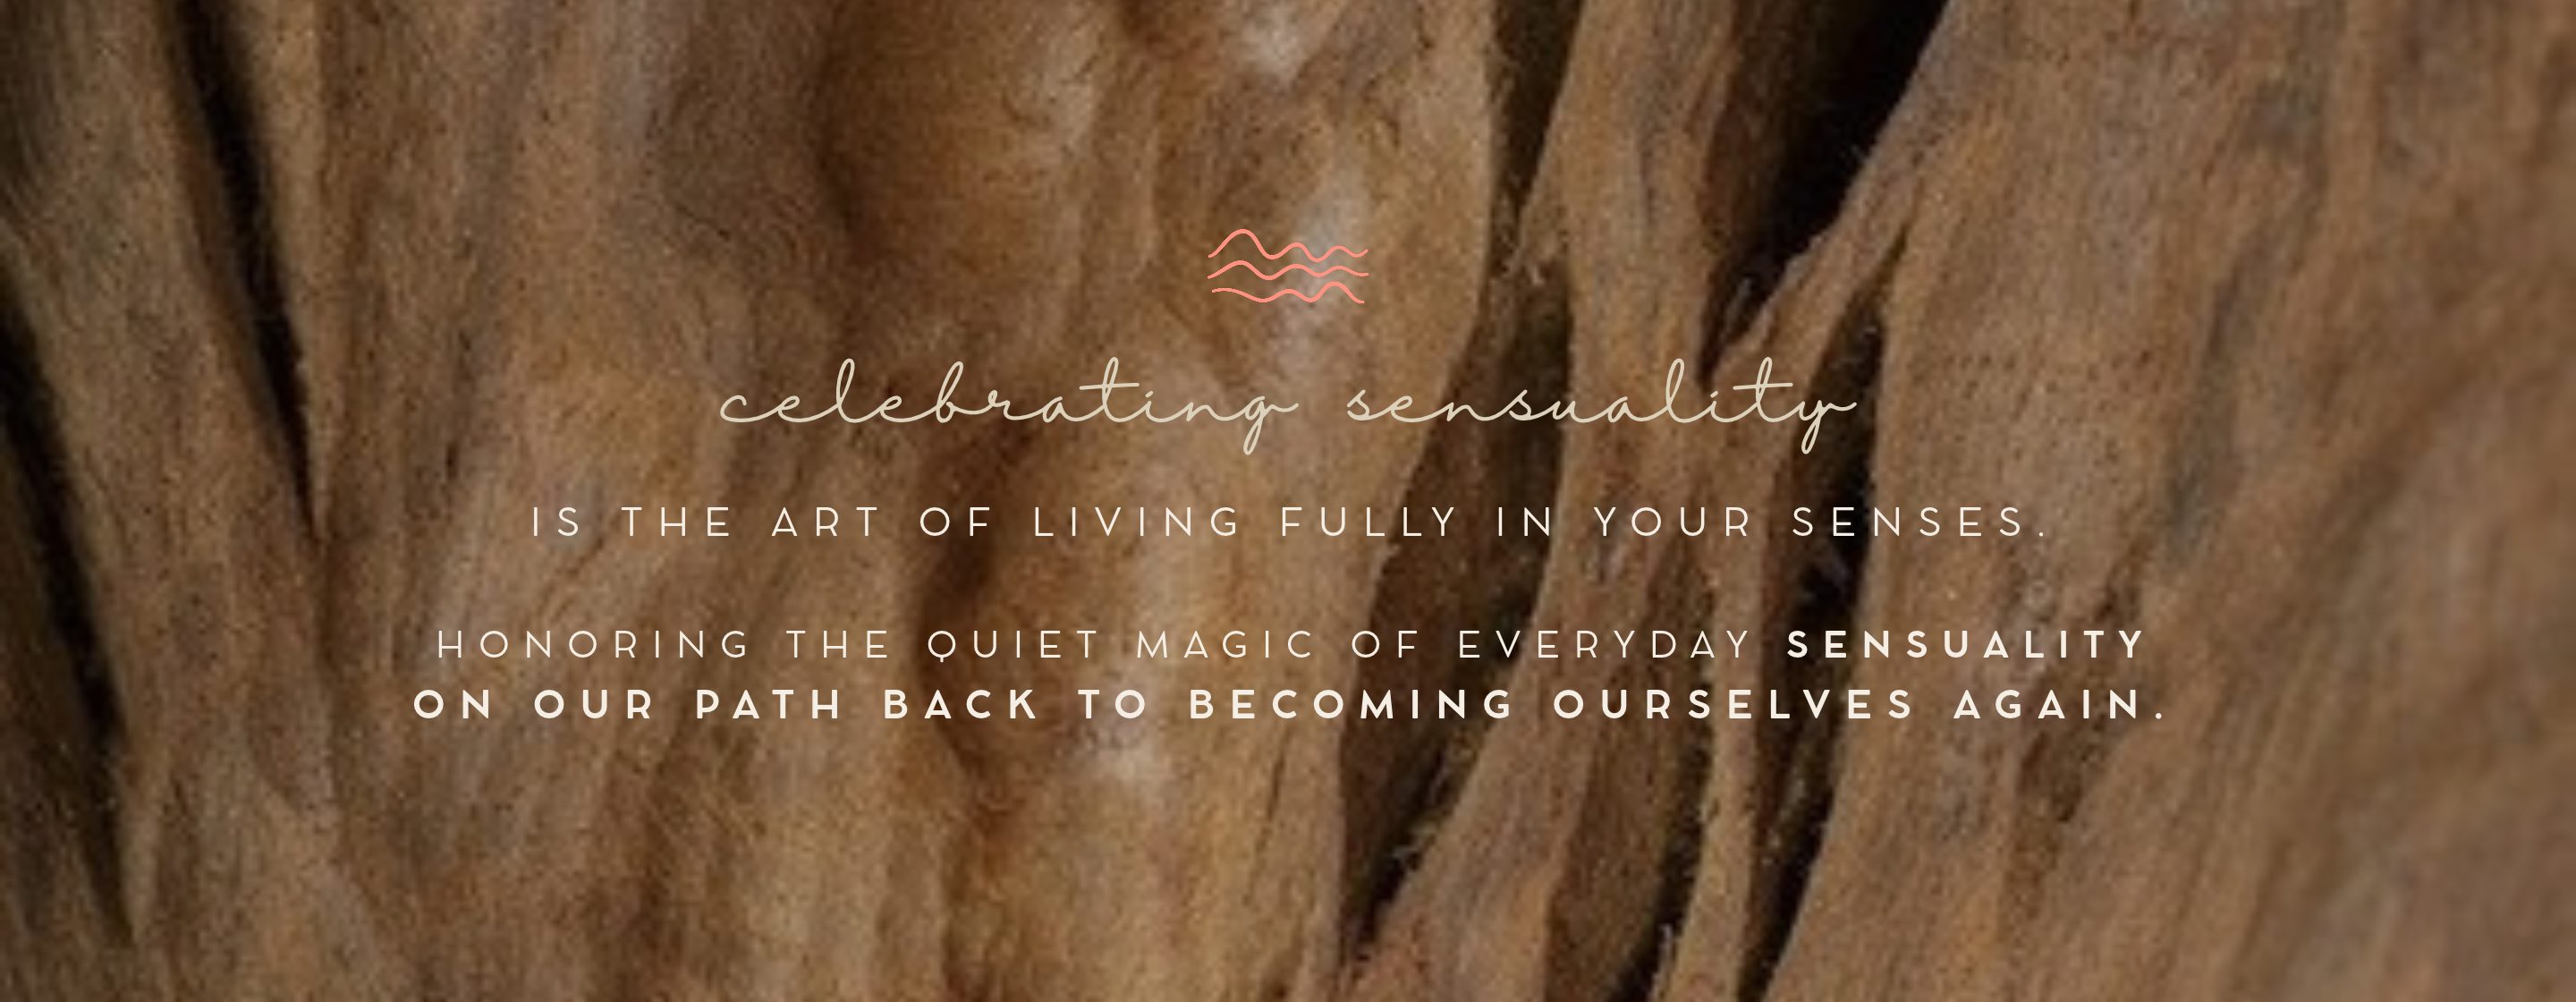 celebrating sensuality
IS THE ART OF LIVING FULLY IN YOUR SENSES.
HONORING THE QUIET MAGIC OF EVERYDAY SENSUALITY
ON OUR PATH BACK TO BECOMING OURSELVES AGAIN.